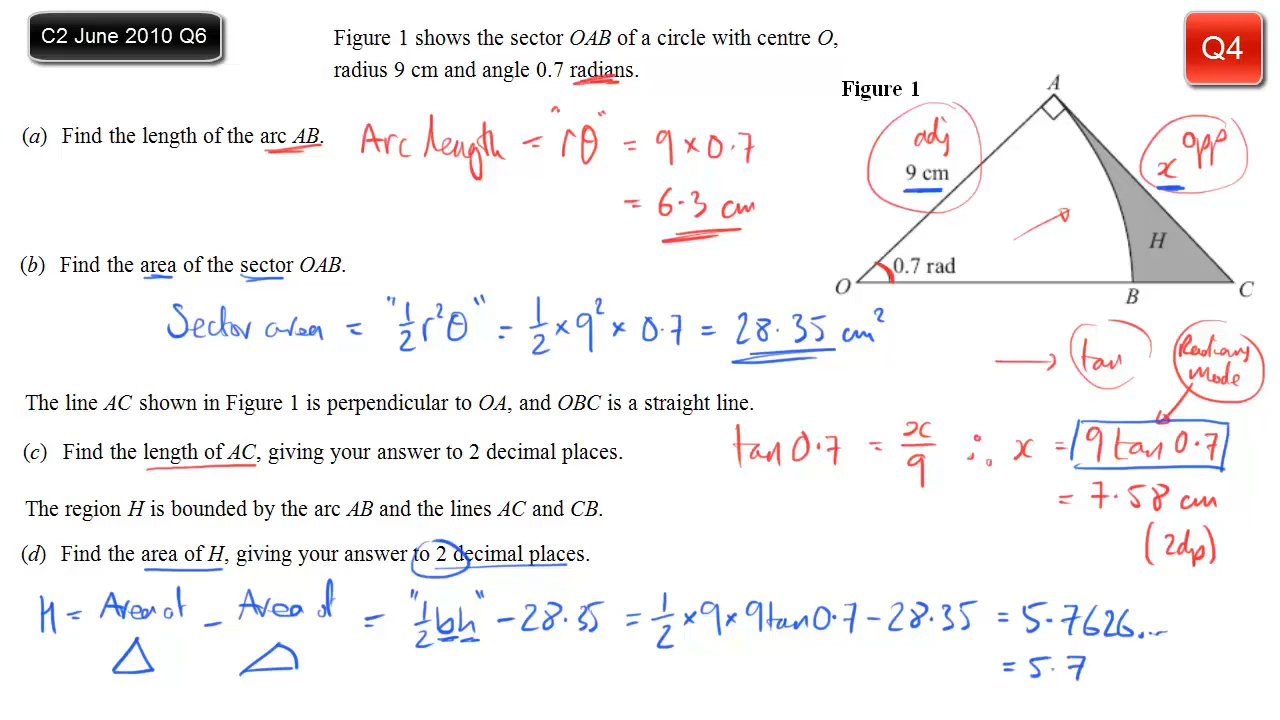 C2 June 2010 Q6
Figure 1 shows the sector OAB of a circle with centre O,
radius 9 cm and angle 0.7 radians.
Q4
Figure 1
(a) Find the length of the arc AB.
Arc length = "rθ" = 9 × 0.7
= 6.3 cm
A
adj
9 cm
opp
x
H
0.7 rad
O
B
C
(b) Find the area of the sector OAB.
Sector area = "½r²θ" = ½ × 9² × 0.7 = 28.35 cm²
→ tan
Radians
mode
The line AC shown in Figure 1 is perpendicular to OA, and OBC is a straight line.
(c) Find the length of AC, giving your answer to 2 decimal places.
tan 0.7 = x/9 ∴ x = 9 tan 0.7
= 7.58 cm
(2dp)
The region H is bounded by the arc AB and the lines AC and CB.
(d) Find the area of H, giving your answer to 2 decimal places.
H = Area of △ − Area of = "½bh" − 28.35 = ½ × 9 × 9tan0.7 − 28.35 = 5.7626...
= 5.7